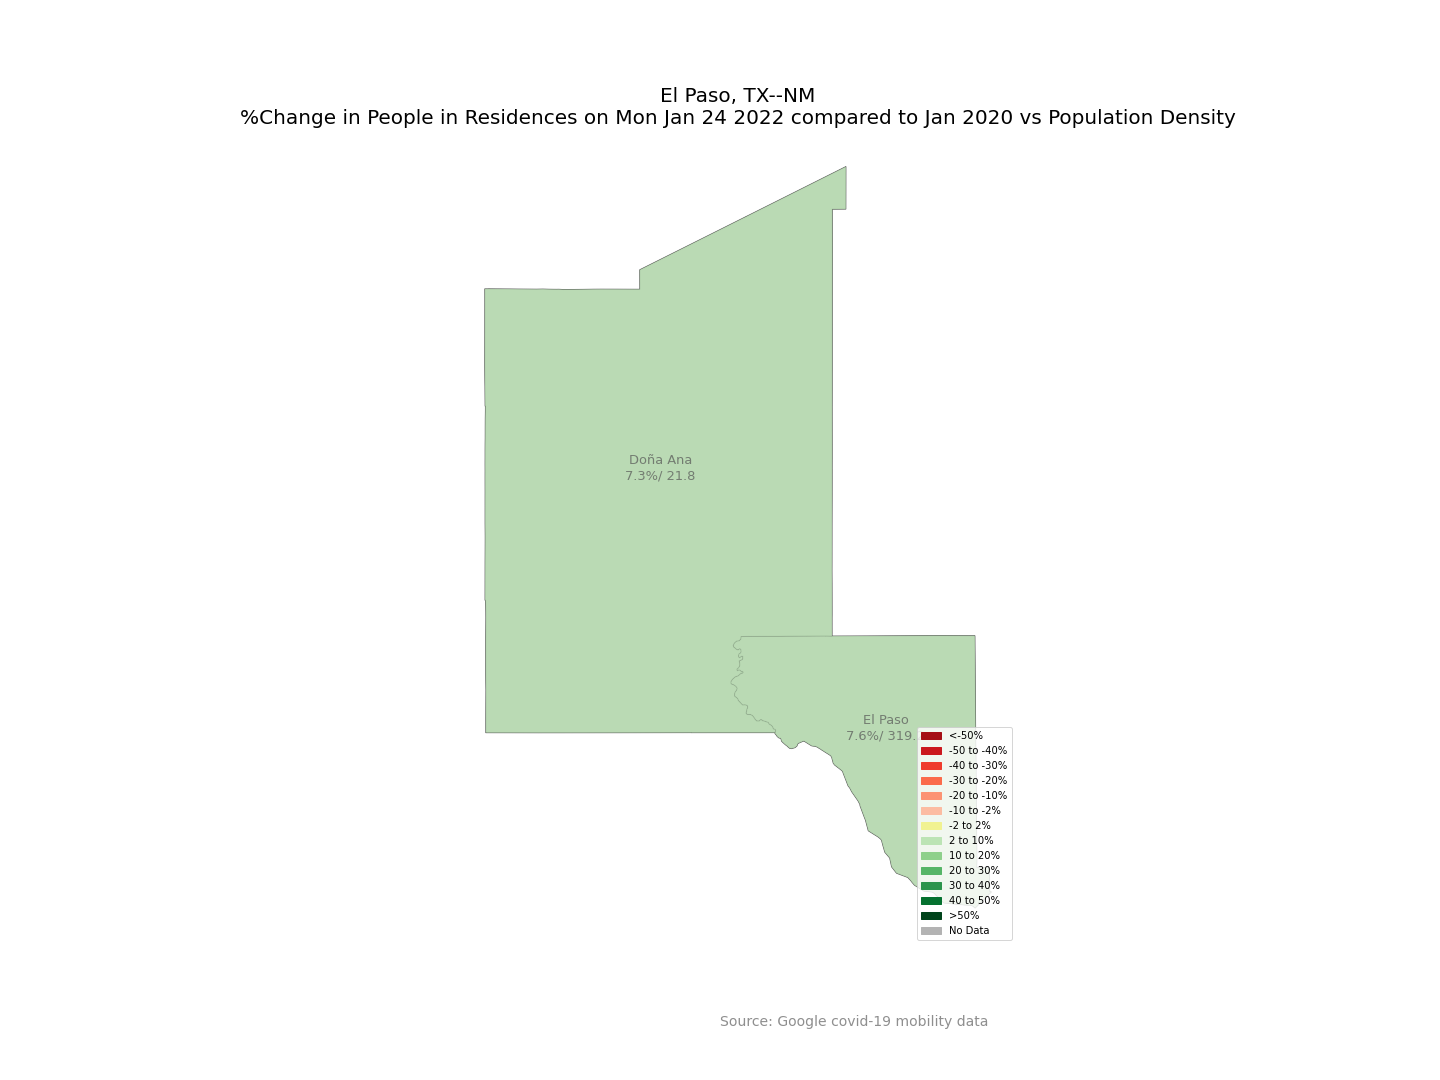 El Paso, TX--NM
%Change in People in Residences on Mon Jan 24 2022 compared to Jan 2020 vs Population Density
Doña Ana
7.3%/ 21.8
El Paso
7.6%/ 319.
<-50%
-50 to -40%
-40 to -30%
-30 to -20%
-20 to -10%
-10 to -2%
-2 to 2%
2 to 10%
10 to 20%
20 to 30%
30 to 40%
40 to 50%
>50%
No Data
Source: Google covid-19 mobility data